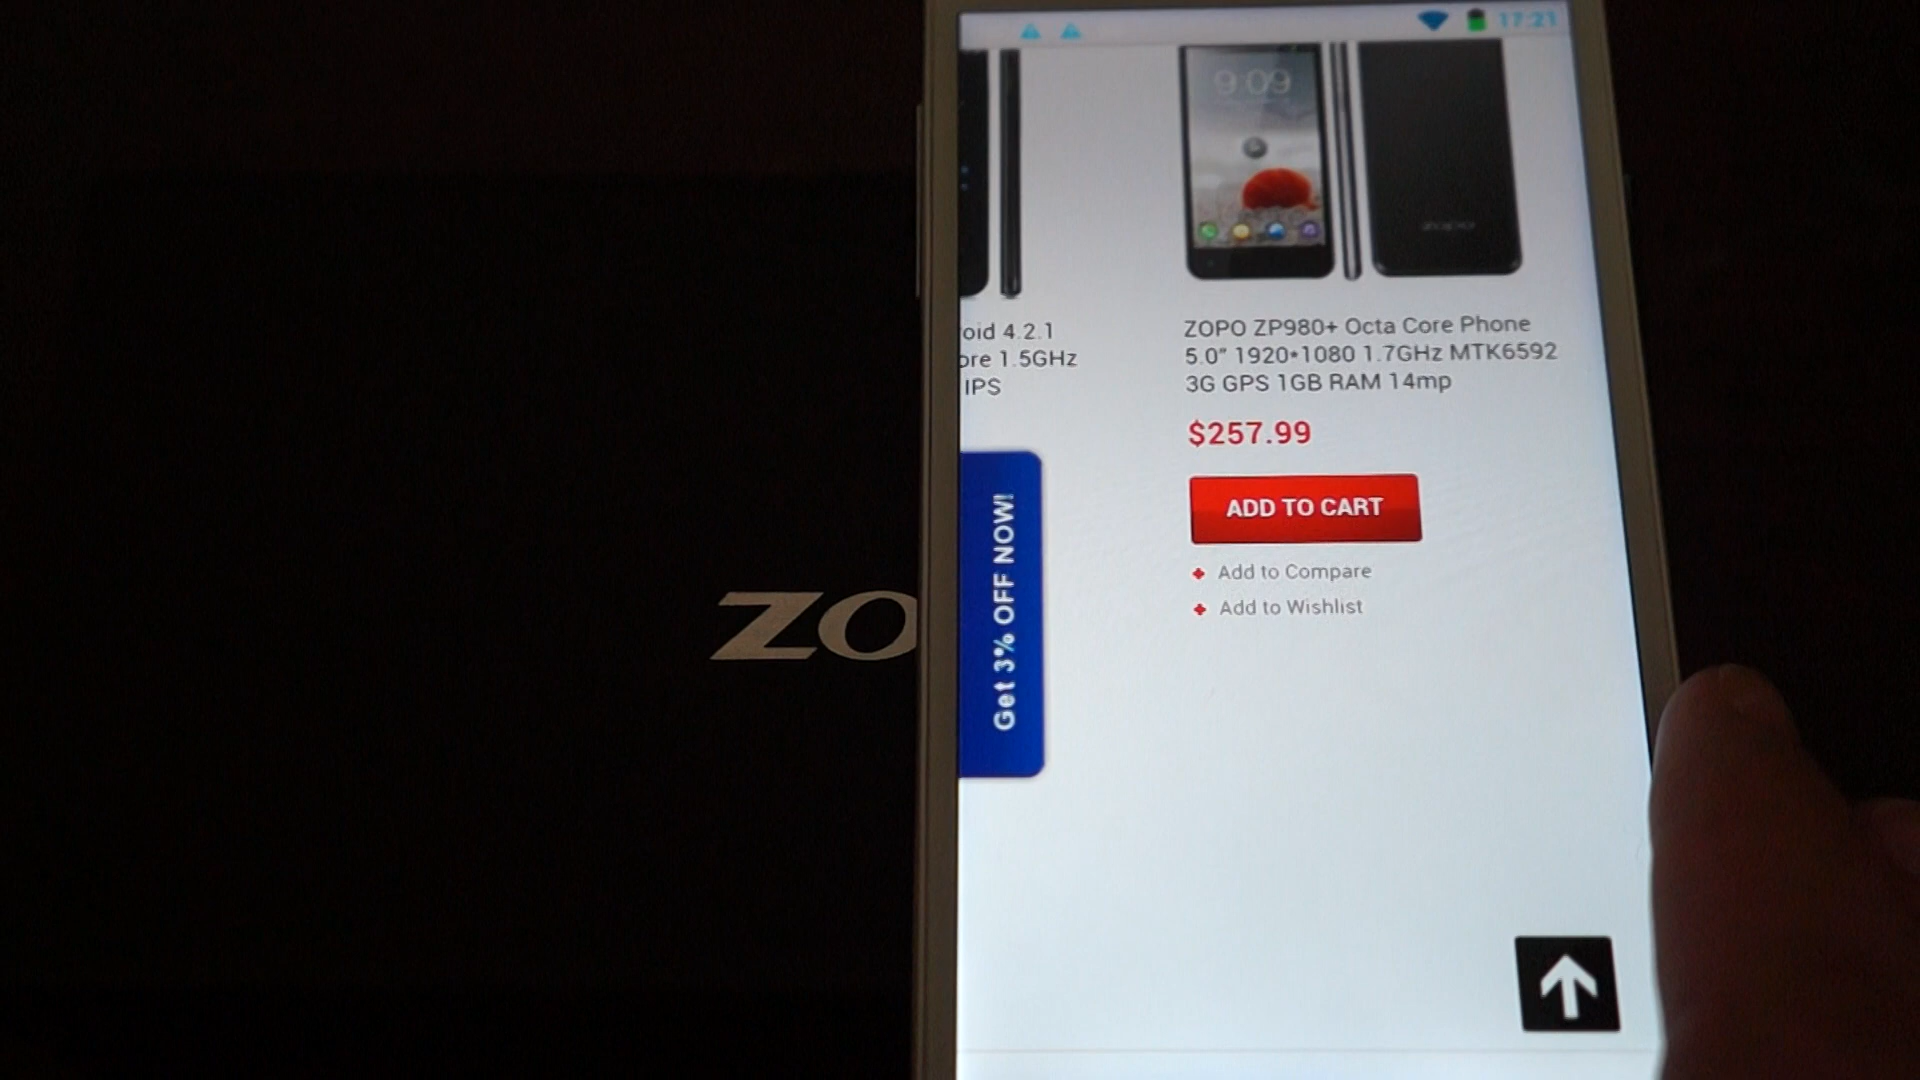 17:21
9:09
oid 4.2.1
ore 1.5GHz
IPS
ZOPO ZP980+ Octa Core Phone
5.0" 1920*1080 1.7GHz MTK6592
3G GPS 1GB RAM 14mp
$257.99
ADD TO CART
Add to Compare
Add to Wishlist
Get 3% OFF NOW!
ZO